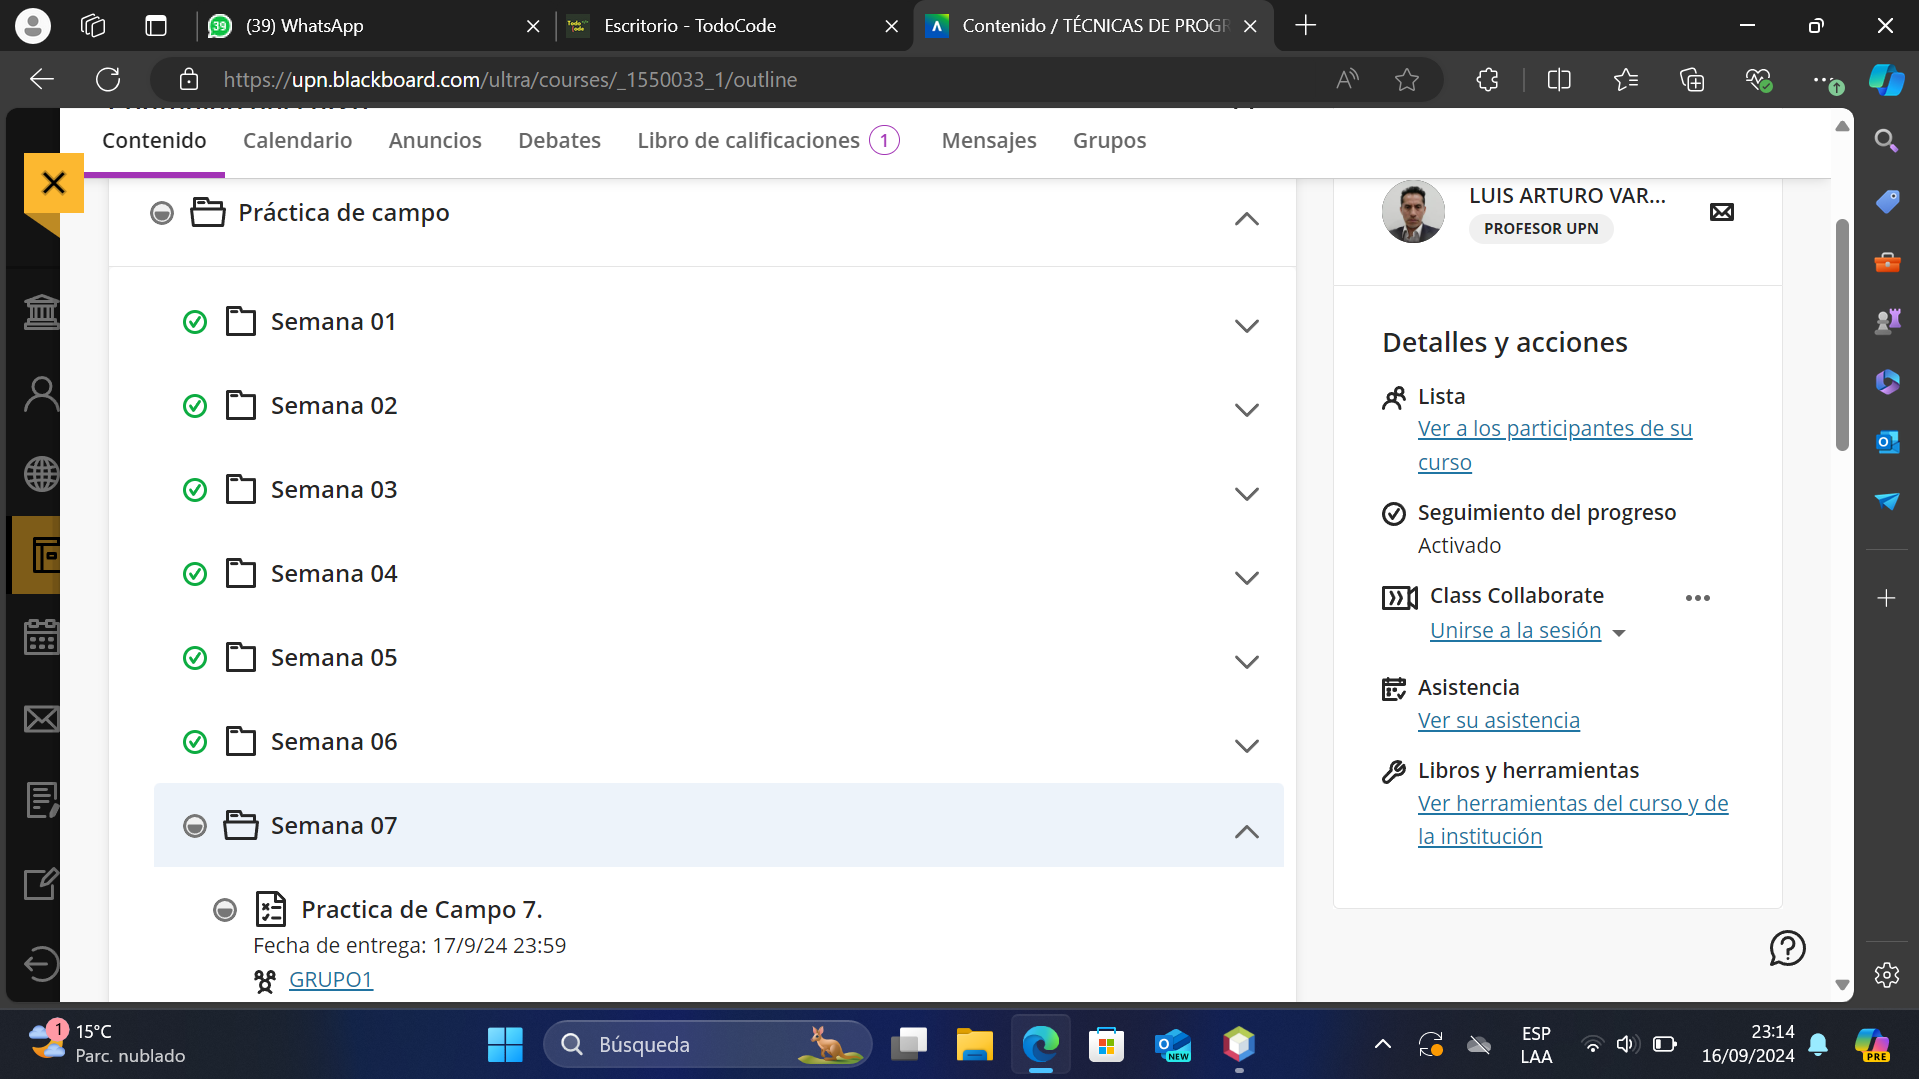 (39) WhatsApp
Escritorio - TodoCode
Contenido / TÉCNICAS DE PROGR
https://upn.blackboard.com/ultra/courses/_1550033_1/outline
Contenido
Calendario
Anuncios
Debates
Libro de calificaciones 1
Mensajes
Grupos
Práctica de campo
Semana 01
Semana 02
Semana 03
Semana 04
Semana 05
Semana 06
Semana 07
Practica de Campo 7.
Fecha de entrega: 17/9/24 23:59
GRUPO1
LUIS ARTURO VAR...
PROFESOR UPN
Detalles y acciones
Lista
Ver a los participantes de su
curso
Seguimiento del progreso
Activado
Class Collaborate
Unirse a la sesión
Asistencia
Ver su asistencia
Libros y herramientas
Ver herramientas del curso y de
la institución
1
15°C
Parc. nublado
Búsqueda
NEW
ESP
LAA
23:14
16/09/2024
PRE